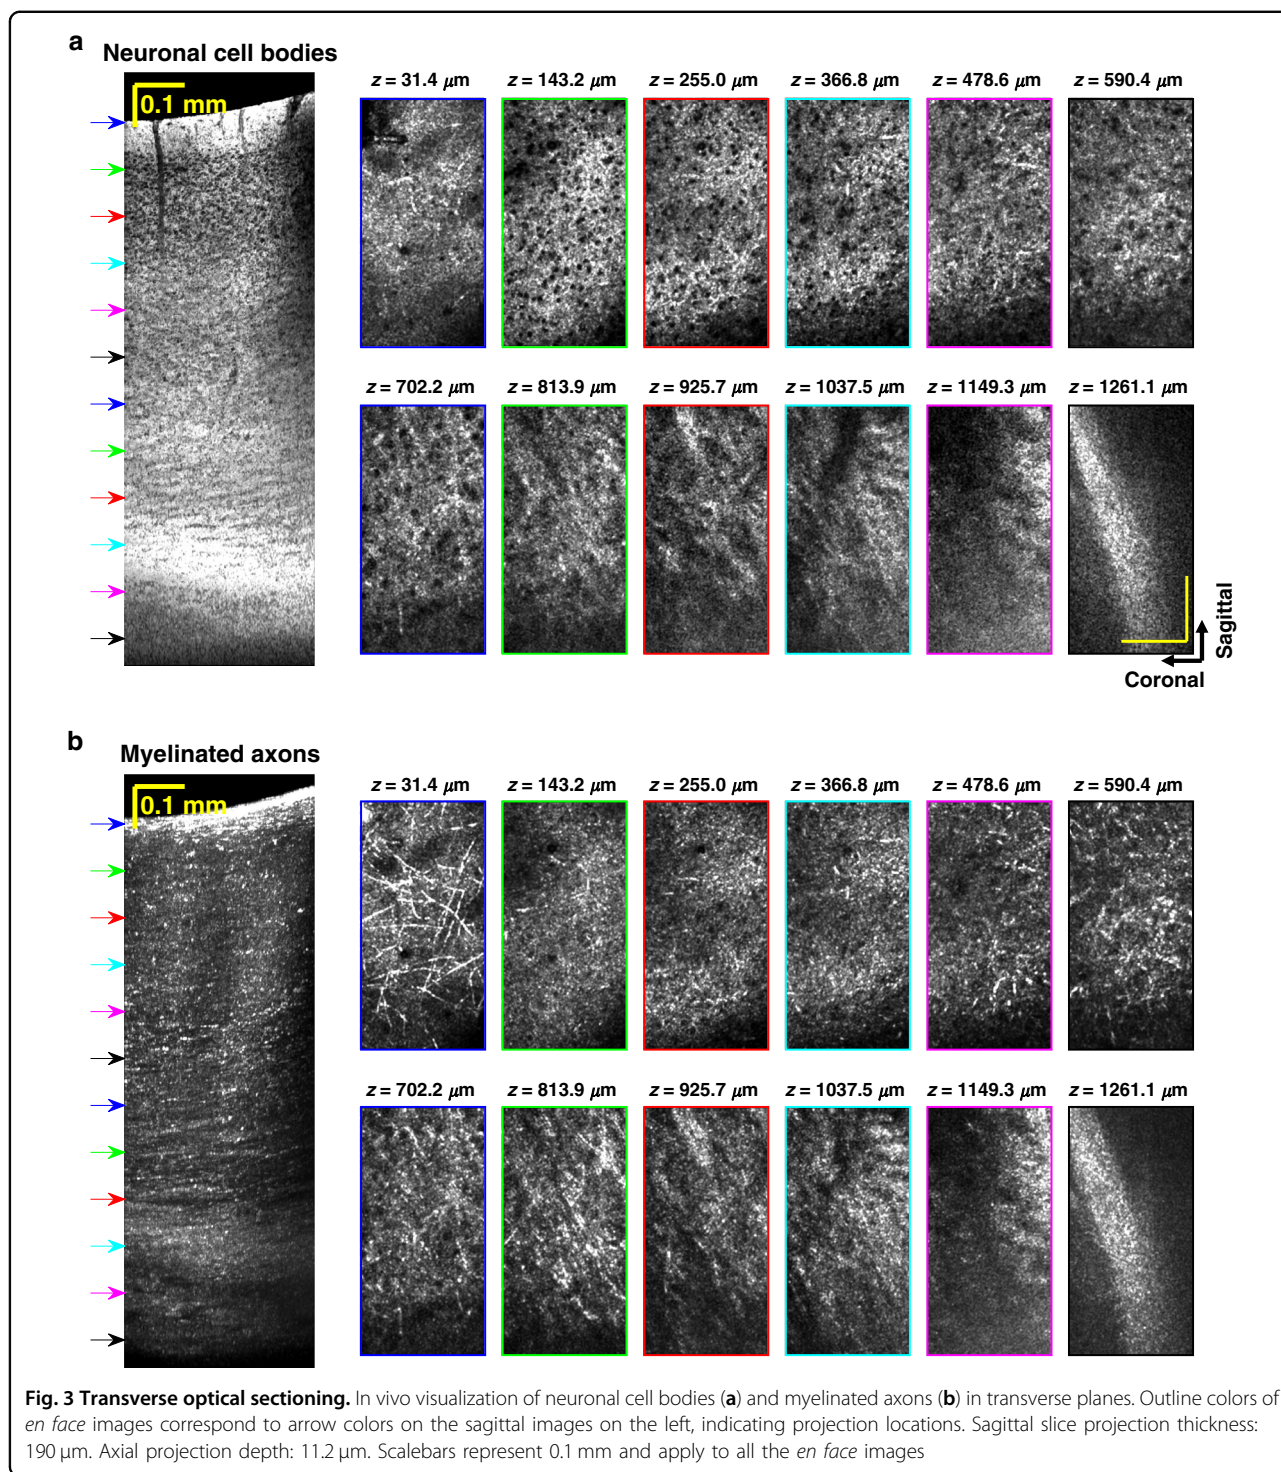 a
Neuronal cell bodies
0.1 mm
z = 31.4 μm
z = 143.2 μm
z = 255.0 μm
z = 366.8 μm
z = 478.6 μm
z = 590.4 μm
z = 702.2 μm
z = 813.9 μm
z = 925.7 μm
z = 1037.5 μm
z = 1149.3 μm
z = 1261.1 μm
Sagittal
Coronal
b
Myelinated axons
0.1 mm
z = 31.4 μm
z = 143.2 μm
z = 255.0 μm
z = 366.8 μm
z = 478.6 μm
z = 590.4 μm
z = 702.2 μm
z = 813.9 μm
z = 925.7 μm
z = 1037.5 μm
z = 1149.3 μm
z = 1261.1 μm
Fig. 3 Transverse optical sectioning. In vivo visualization of neuronal cell bodies (a) and myelinated axons (b) in transverse planes. Outline colors of
en face images correspond to arrow colors on the sagittal images on the left, indicating projection locations. Sagittal slice projection thickness:
190 μm. Axial projection depth: 11.2 μm. Scalebars represent 0.1 mm and apply to all the en face images